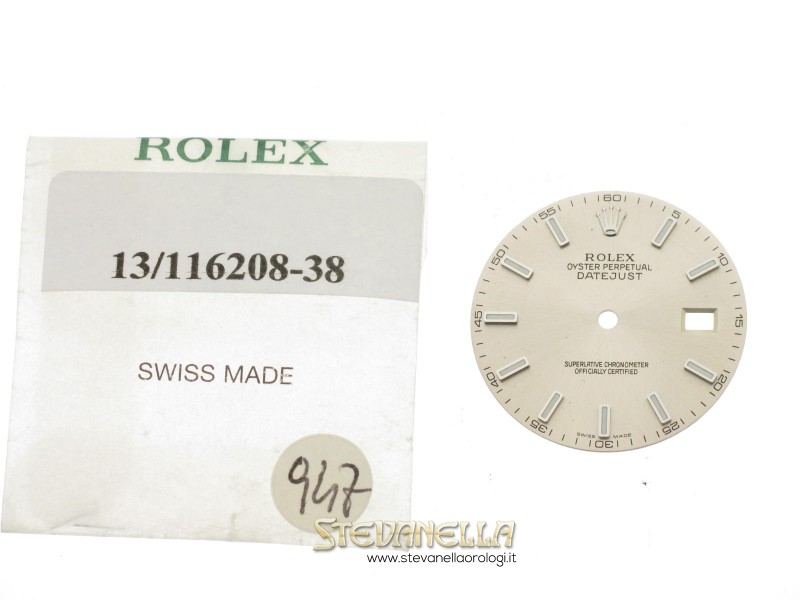 ROLEX
13/116208-38
SWISS MADE
947
60
5
10
15
20
25
35
40
45
50
55
ROLEX
OYSTER PERPETUAL
DATEJUST
SUPERLATIVE CHRONOMETER
OFFICIALLY CERTIFIED
SWISS MADE
STEVANELLA
www.stevanellaorologi.it